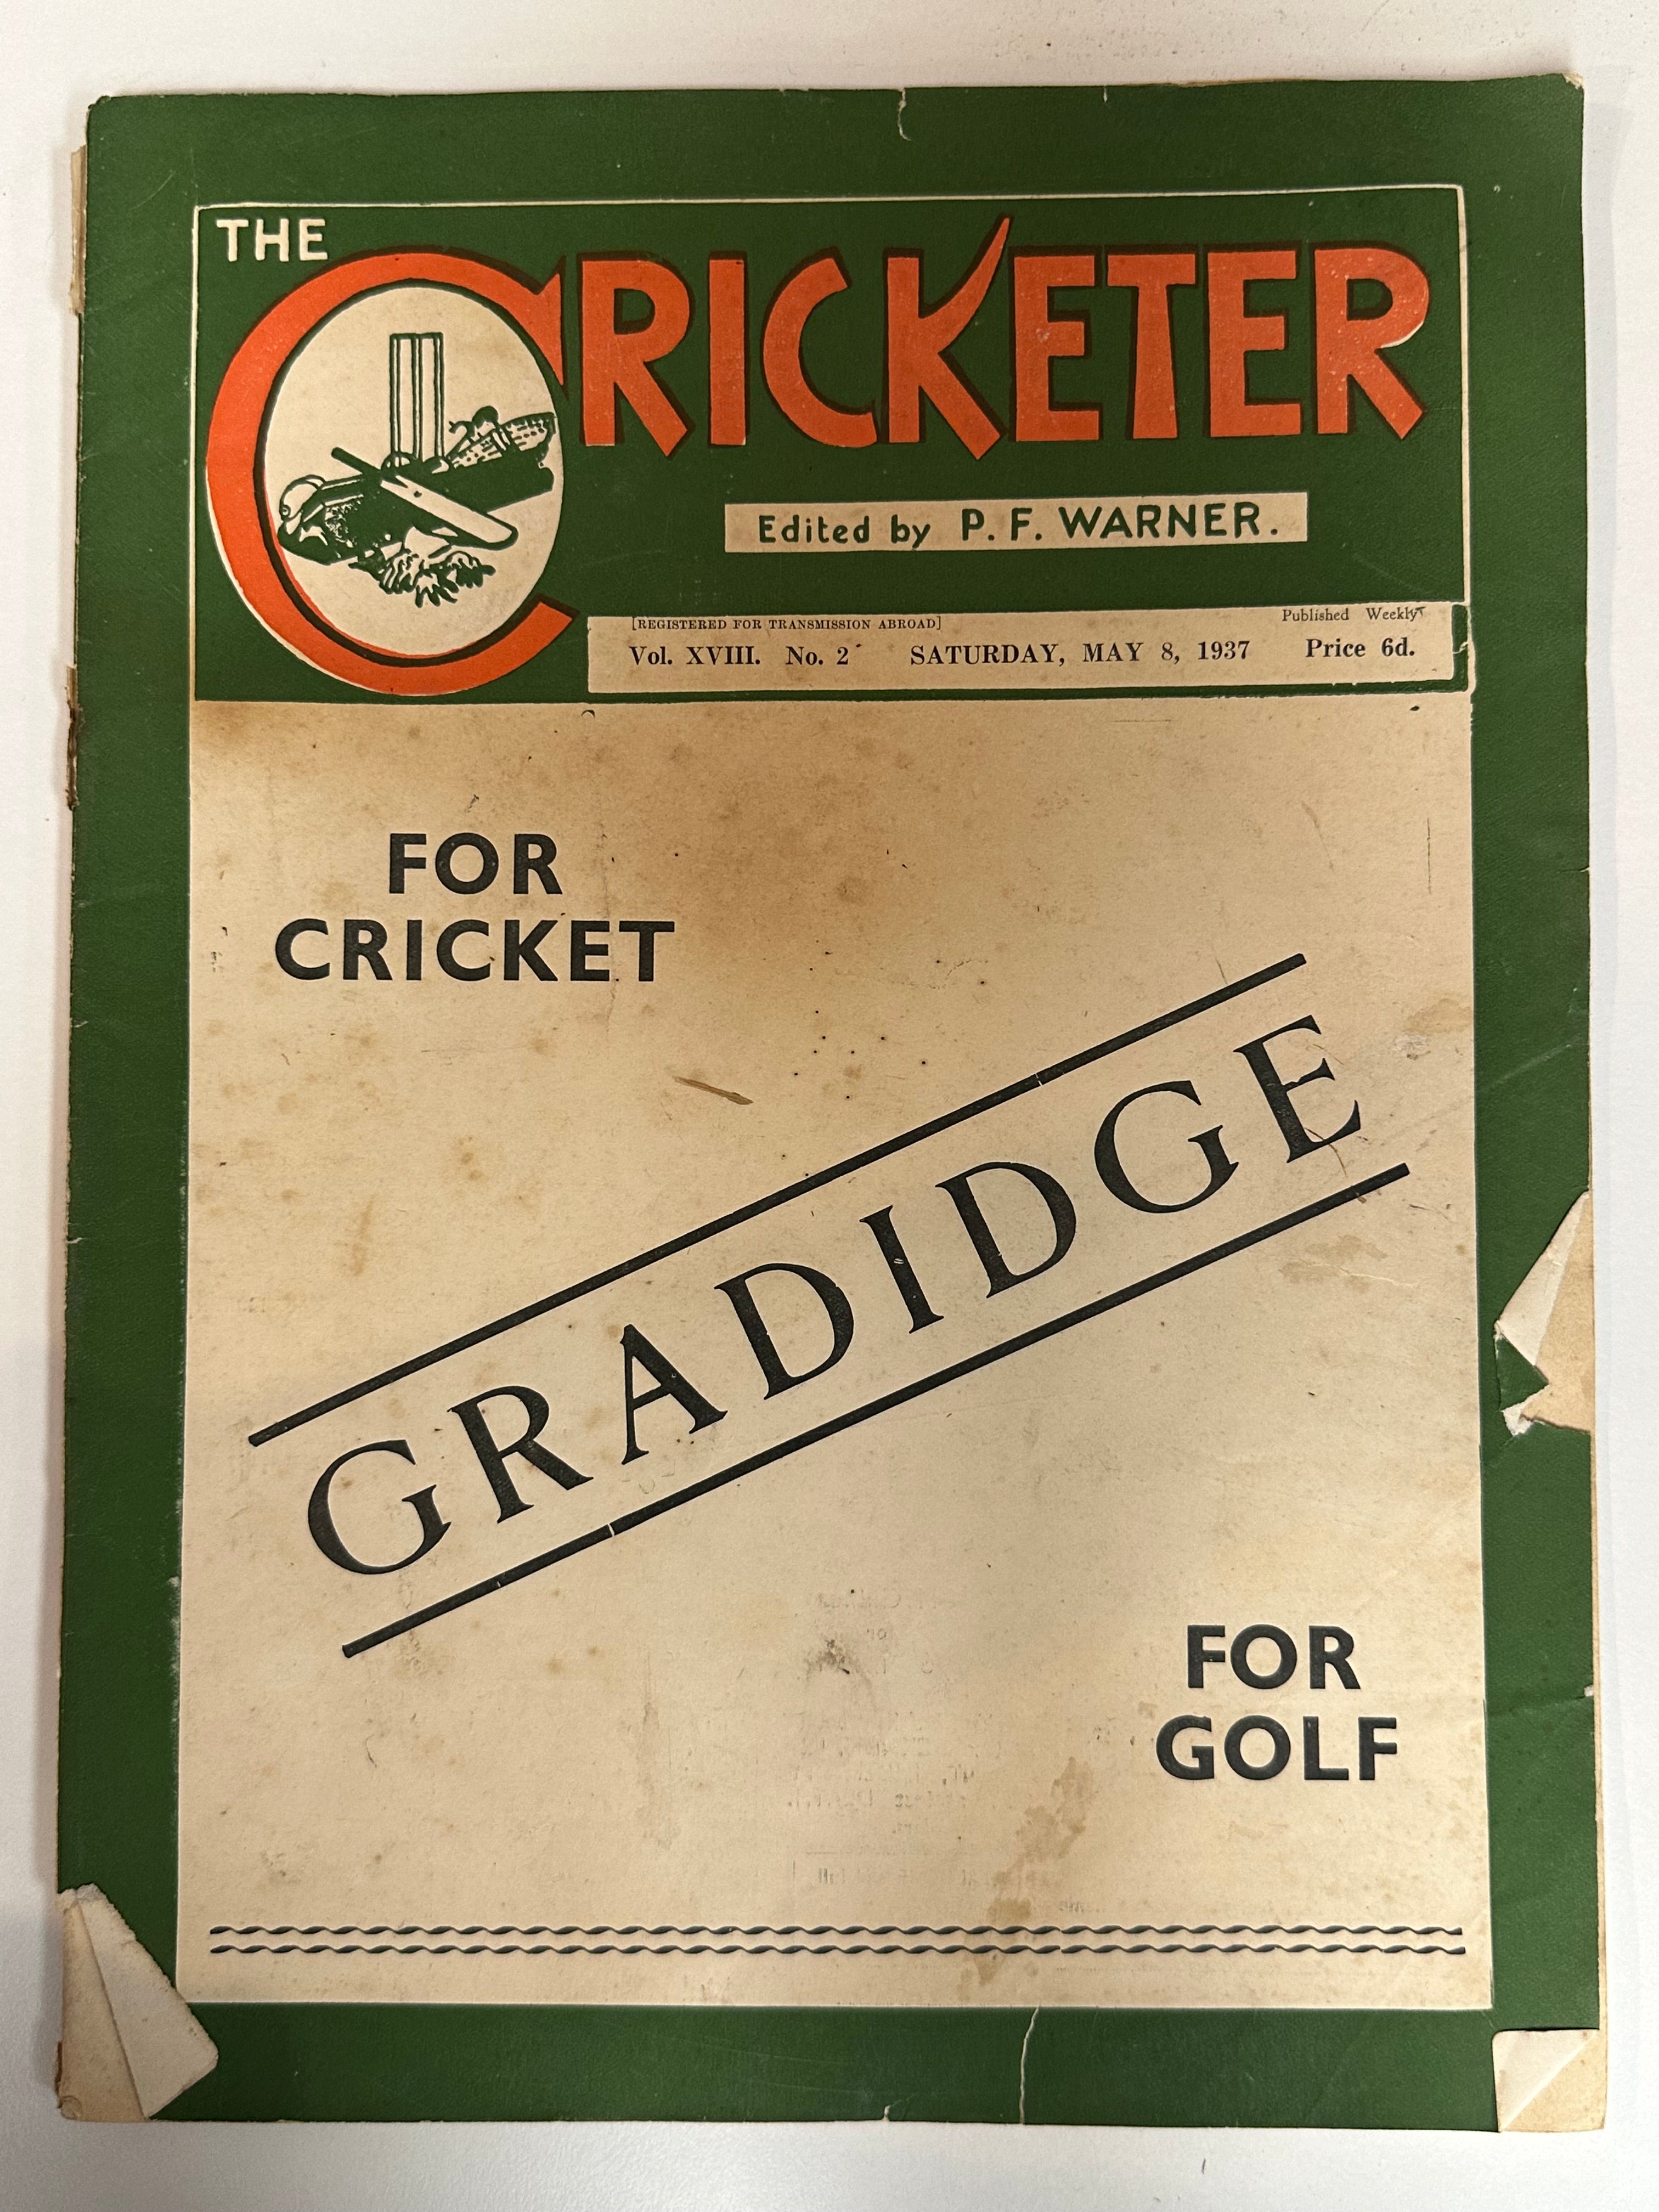 THE
CRICKETER
Edited by P. F. WARNER.
[REGISTERED FOR TRANSMISSION ABROAD]
Published Weekly
Vol. XVIII. No. 2 SATURDAY, MAY 8, 1937 Price 6d.
FOR
CRICKET
GRADIDGE
FOR
GOLF